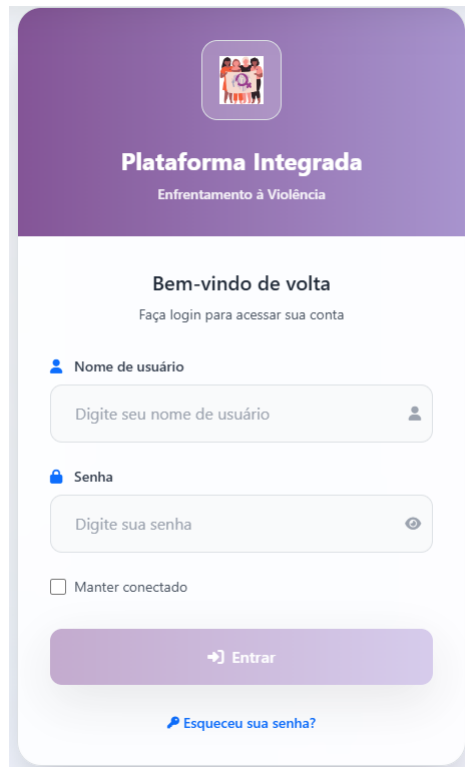 Plataforma Integrada
Enfrentamento à Violência
Bem-vindo de volta
Faça login para acessar sua conta
Nome de usuário
Digite seu nome de usuário
Senha
Digite sua senha
Manter conectado
Entrar
Esqueceu sua senha?